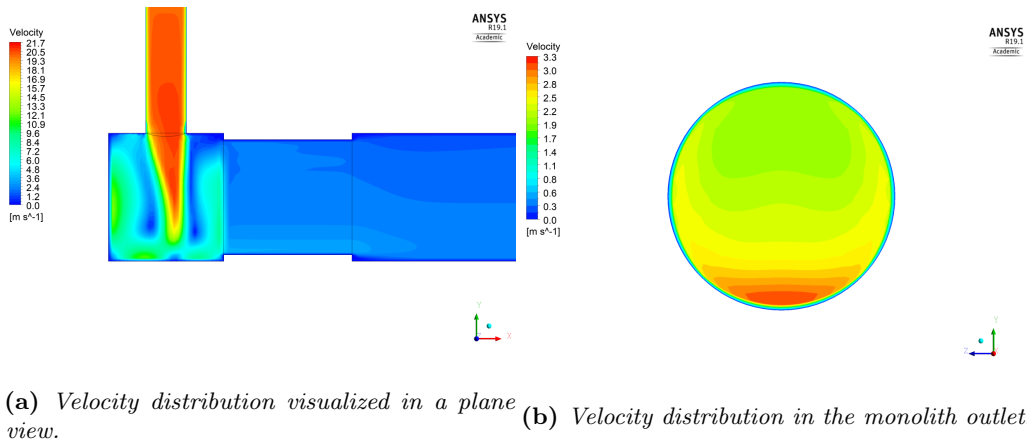 ANSYS
R19.1
Academic
Velocity
21.7
20.5
19.3
18.1
16.9
15.7
14.5
13.3
12.1
10.9
9.6
8.4
7.2
6.0
4.8
3.6
2.4
1.2
0.0
[m s^-1]
Y
X
Z
(a) Velocity distribution visualized in a plane
view.
ANSYS
R19.1
Academic
Velocity
3.3
3.0
2.8
2.5
2.2
1.9
1.7
1.4
1.1
0.8
0.6
0.3
0.0
[m s^-1]
Y
Z
X
(b) Velocity distribution in the monolith outlet